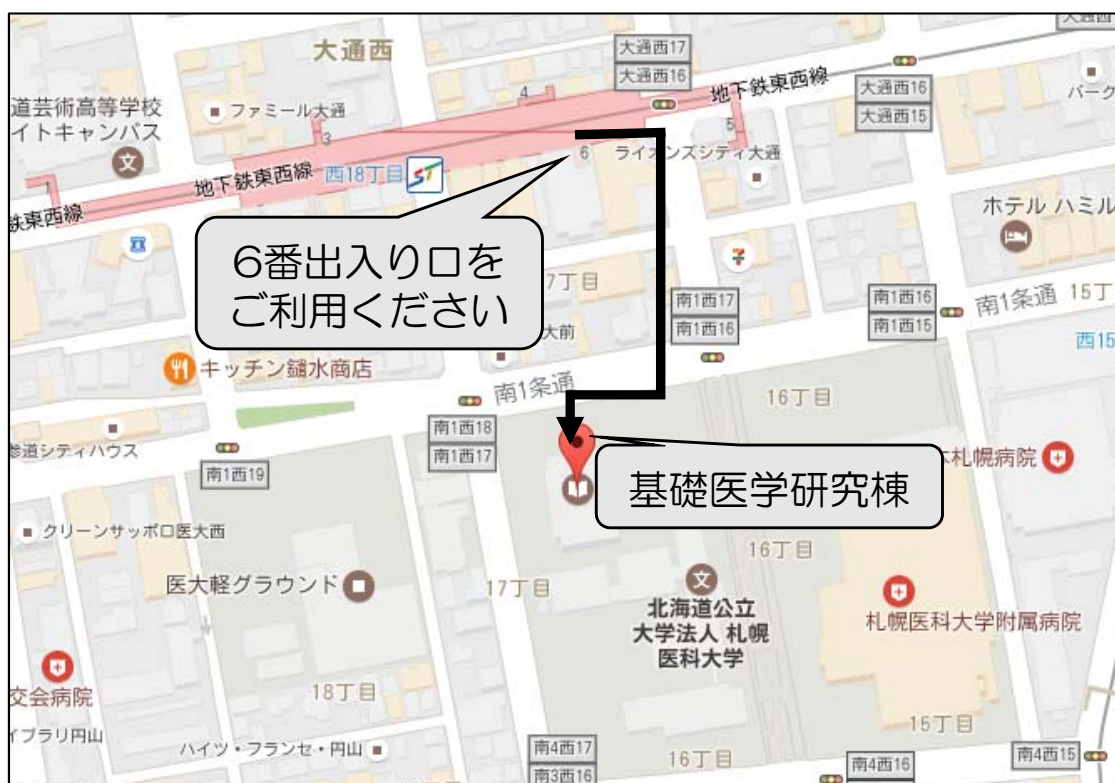 大通西
大通西17
大通西16
大通西16
大通西15
地下鉄東西線
パーク
道芸術高等学校
イトキャンパス
文
ファミール大通
4
3
5
6
1
ライオンズシティ大通
地下鉄東西線
西18丁目
ST
鉄東西線
ホテル ハミル
6番出入り口を
ご利用ください
7丁目
大前
南1西17
南1西16
南1西16
南1西15
南1条通
15丁
西15
キッチン鑓水商店
南1条通
16丁目
南1西18
南1西17
参道シティハウス
南1西19
札幌病院
基礎医学研究棟
クリーンサッポロ医大西
16丁目
医大軽グラウンド
17丁目
文
北海道公立
大学法人 札幌
医科大学
札幌医科大学附属病院
交会病院
18丁目
イブラリ円山
ハイツ・フランセ・円山
15丁目
南4西17
南3西16
16丁目
南4西16
南4西15